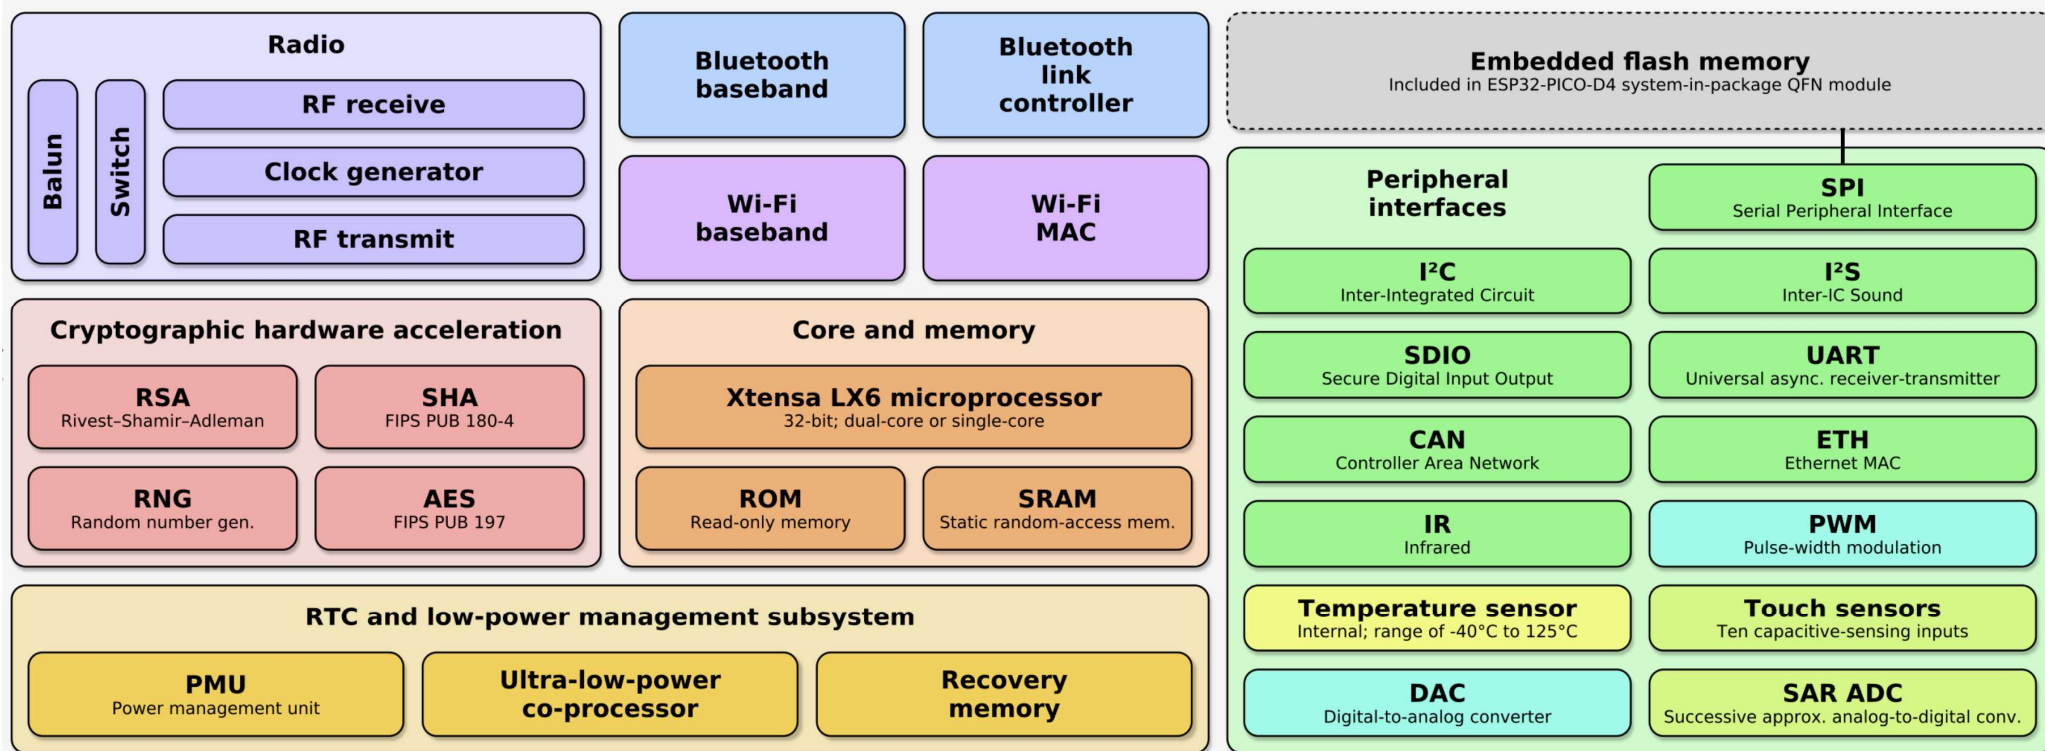 Radio
Balun
Switch
RF receive
Clock generator
RF transmit
Bluetooth
baseband
Bluetooth
link
controller
Wi-Fi
baseband
Wi-Fi
MAC
Embedded flash memory
Included in ESP32-PICO-D4 system-in-package QFN module
Cryptographic hardware acceleration
RSA
Rivest–Shamir–Adleman
SHA
FIPS PUB 180-4
RNG
Random number gen.
AES
FIPS PUB 197
Core and memory
Xtensa LX6 microprocessor
32-bit; dual-core or single-core
ROM
Read-only memory
SRAM
Static random-access mem.
RTC and low-power management subsystem
PMU
Power management unit
Ultra-low-power
co-processor
Recovery
memory
Peripheral
interfaces
SPI
Serial Peripheral Interface
I²C
Inter-Integrated Circuit
I²S
Inter-IC Sound
SDIO
Secure Digital Input Output
UART
Universal async. receiver-transmitter
CAN
Controller Area Network
ETH
Ethernet MAC
IR
Infrared
PWM
Pulse-width modulation
Temperature sensor
Internal; range of -40°C to 125°C
Touch sensors
Ten capacitive-sensing inputs
DAC
Digital-to-analog converter
SAR ADC
Successive approx. analog-to-digital conv.